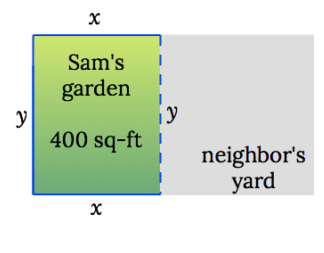 x
Sam's
garden
y
y
400 sq-ft
neighbor's
yard
x